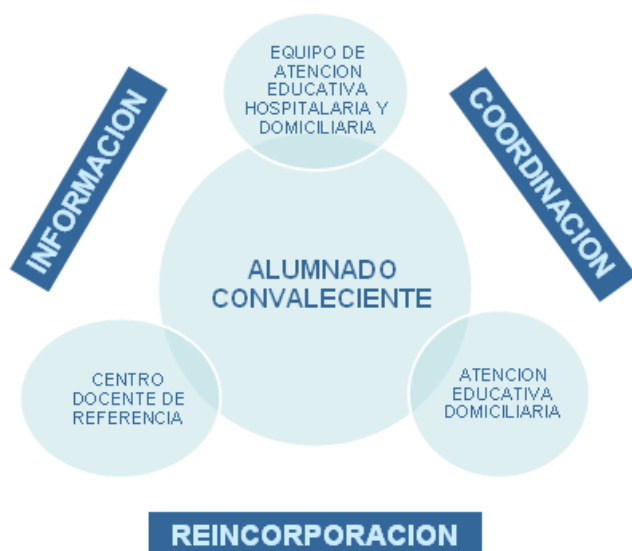 EQUIPO DE
ATENCION
EDUCATIVA
HOSPITALARIA Y
DOMICILIARIA
INFORMACION
COORDINACION
ALUMNADO
CONVALECIENTE
CENTRO
DOCENTE DE
REFERENCIA
ATENCION
EDUCATIVA
DOMICILIARIA
REINCORPORACION